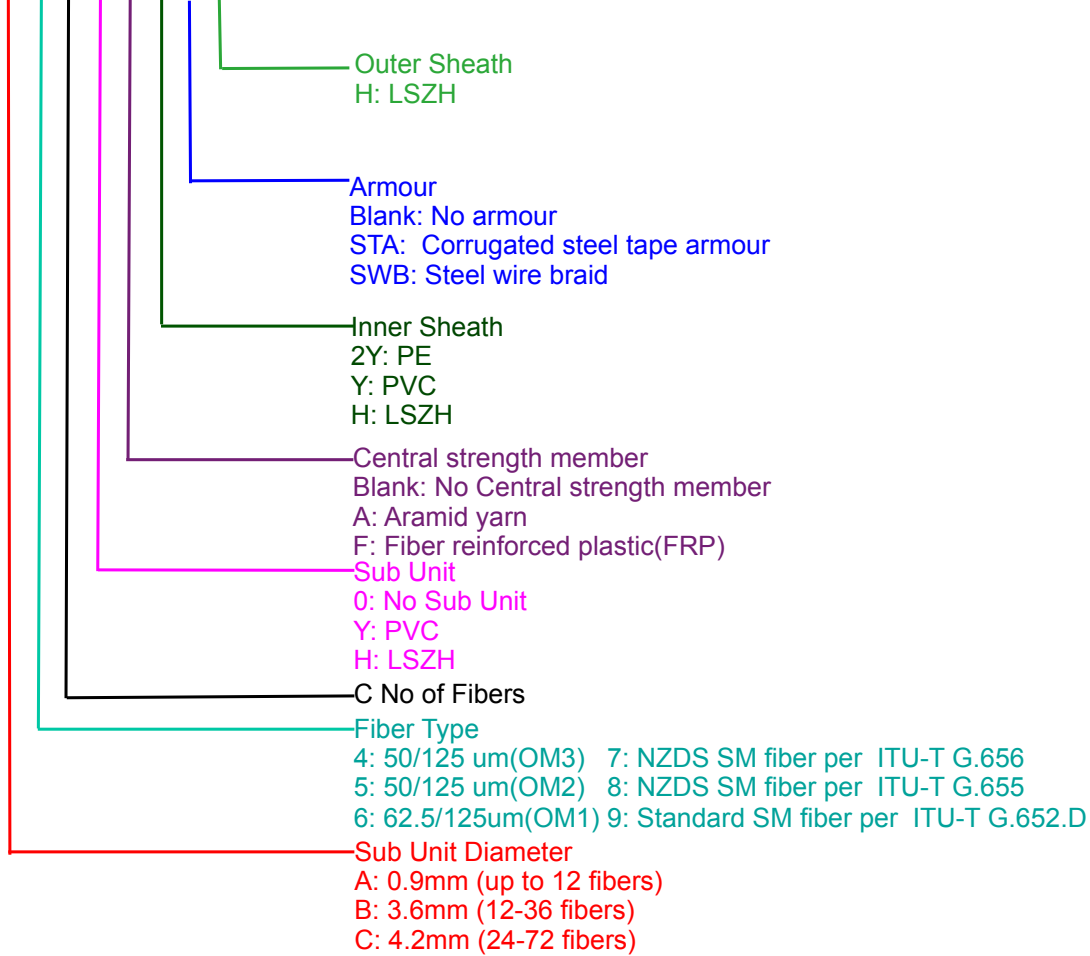 Outer Sheath
H: LSZH
Armour
Blank: No armour
STA:  Corrugated steel tape armour
SWB: Steel wire braid
Inner Sheath
2Y: PE
Y: PVC
H: LSZH
Central strength member
Blank: No Central strength member
A: Aramid yarn
F: Fiber reinforced plastic(FRP)
Sub Unit
0: No Sub Unit
Y: PVC
H: LSZH
C No of Fibers
Fiber Type
4: 50/125 um(OM3)   7: NZDS SM fiber per  ITU-T G.656
5: 50/125 um(OM2)   8: NZDS SM fiber per  ITU-T G.655
6: 62.5/125um(OM1) 9: Standard SM fiber per  ITU-T G.652.D
Sub Unit Diameter
A: 0.9mm (up to 12 fibers)
B: 3.6mm (12-36 fibers)
C: 4.2mm (24-72 fibers)